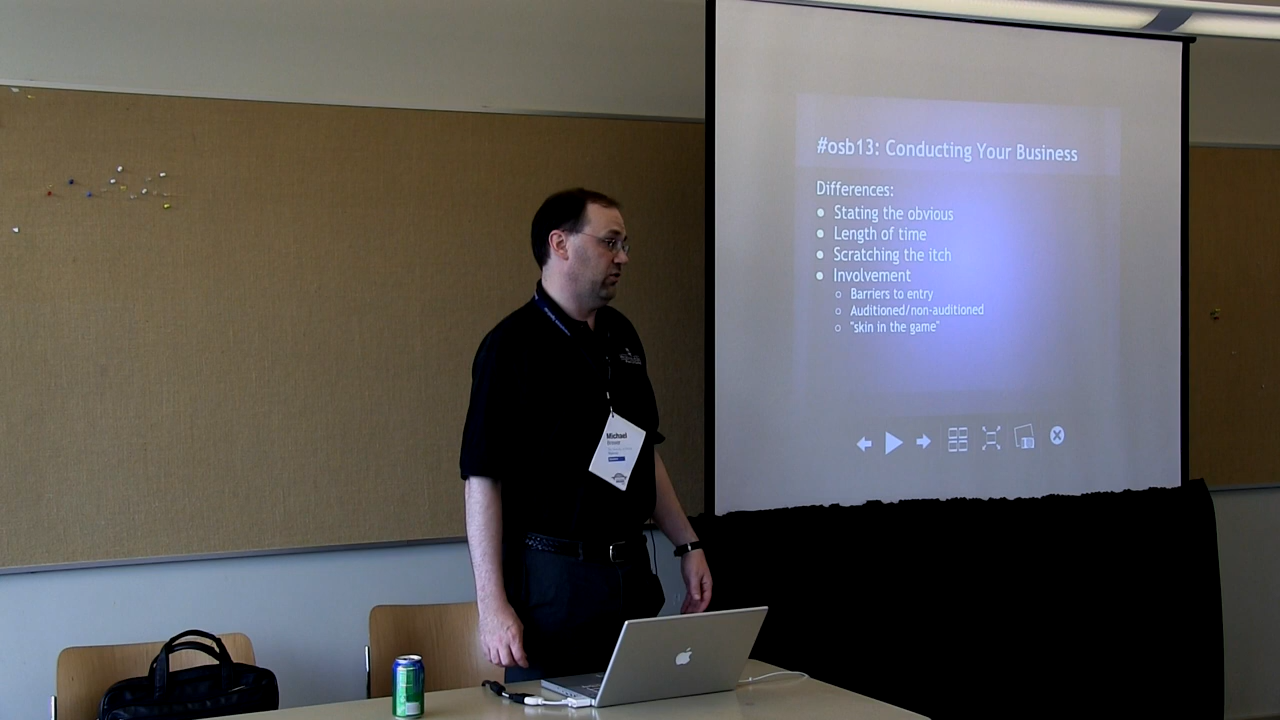 #osb13: Conducting Your Business
Differences:
● Stating the obvious
● Length of time
● Scratching the itch
● Involvement
○ Barriers to entry
○ Auditioned/non-auditioned
○ "skin in the game"
Michael